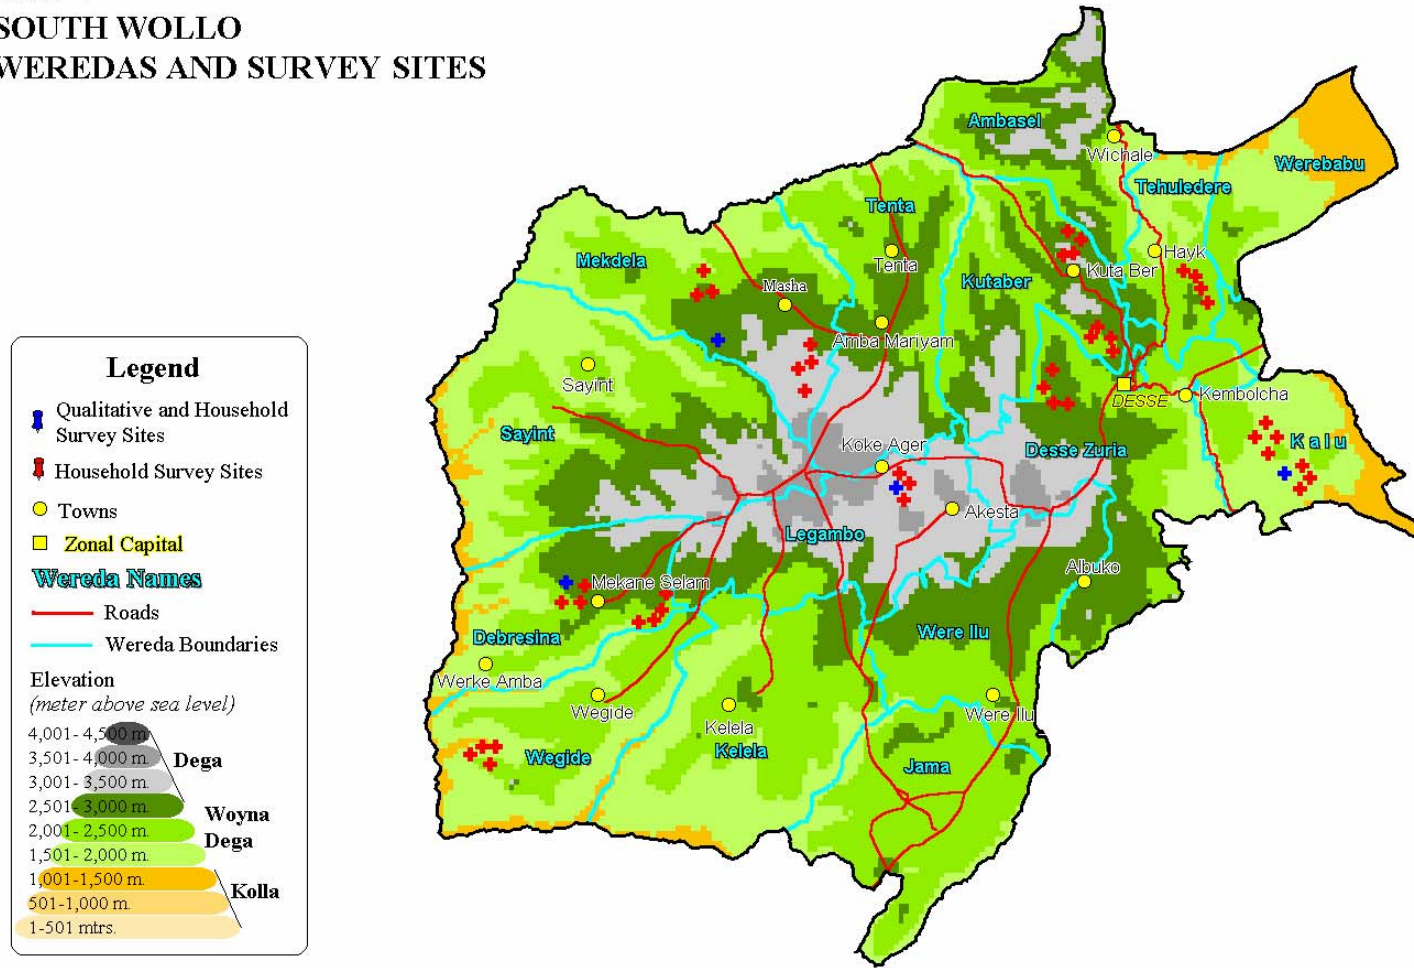 SOUTH WOLLO
WEREDAS AND SURVEY SITES
Ambasel
Wichale
Werebabu
Tehuledere
Tenta
Tenta
Hayk
Mekdela
Kutaber
Kuta Ber
Masha
Amba Mariyam
Sayint
DESSE
Kembolcha
Sayint
Koke Ager
Desse Zuria
Kalu
Akesta
Legambo
Albuko
Mekane Selam
Were Ilu
Debresina
Werke Amba
Wegide
Kelela
Were Ilu
Wegide
Kelela
Jama
Legend
Qualitative and Household
Survey Sites
Household Survey Sites
Towns
Zonal Capital
Wereda Names
Roads
Wereda Boundaries
Elevation
(meter above sea level)
4,001- 4,500 m.
3,501- 4,000 m.
Dega
3,001- 3,500 m.
2,501- 3,000 m.
Woyna
Dega
2,001- 2,500 m.
1,501- 2,000 m.
1,001-1,500 m.
Kolla
501-1,000 m.
1-501 mtrs.